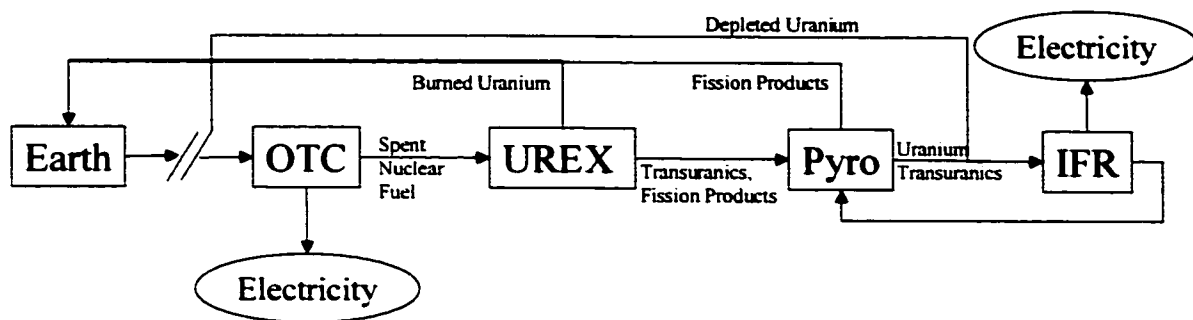 Depleted Uranium
Electricity
Burned Uranium
Fission Products
Earth
OTC
Spent
Nuclear
Fuel
UREX
Transuranics,
Fission Products
Pyro
Uranium
Transuranics
IFR
Electricity